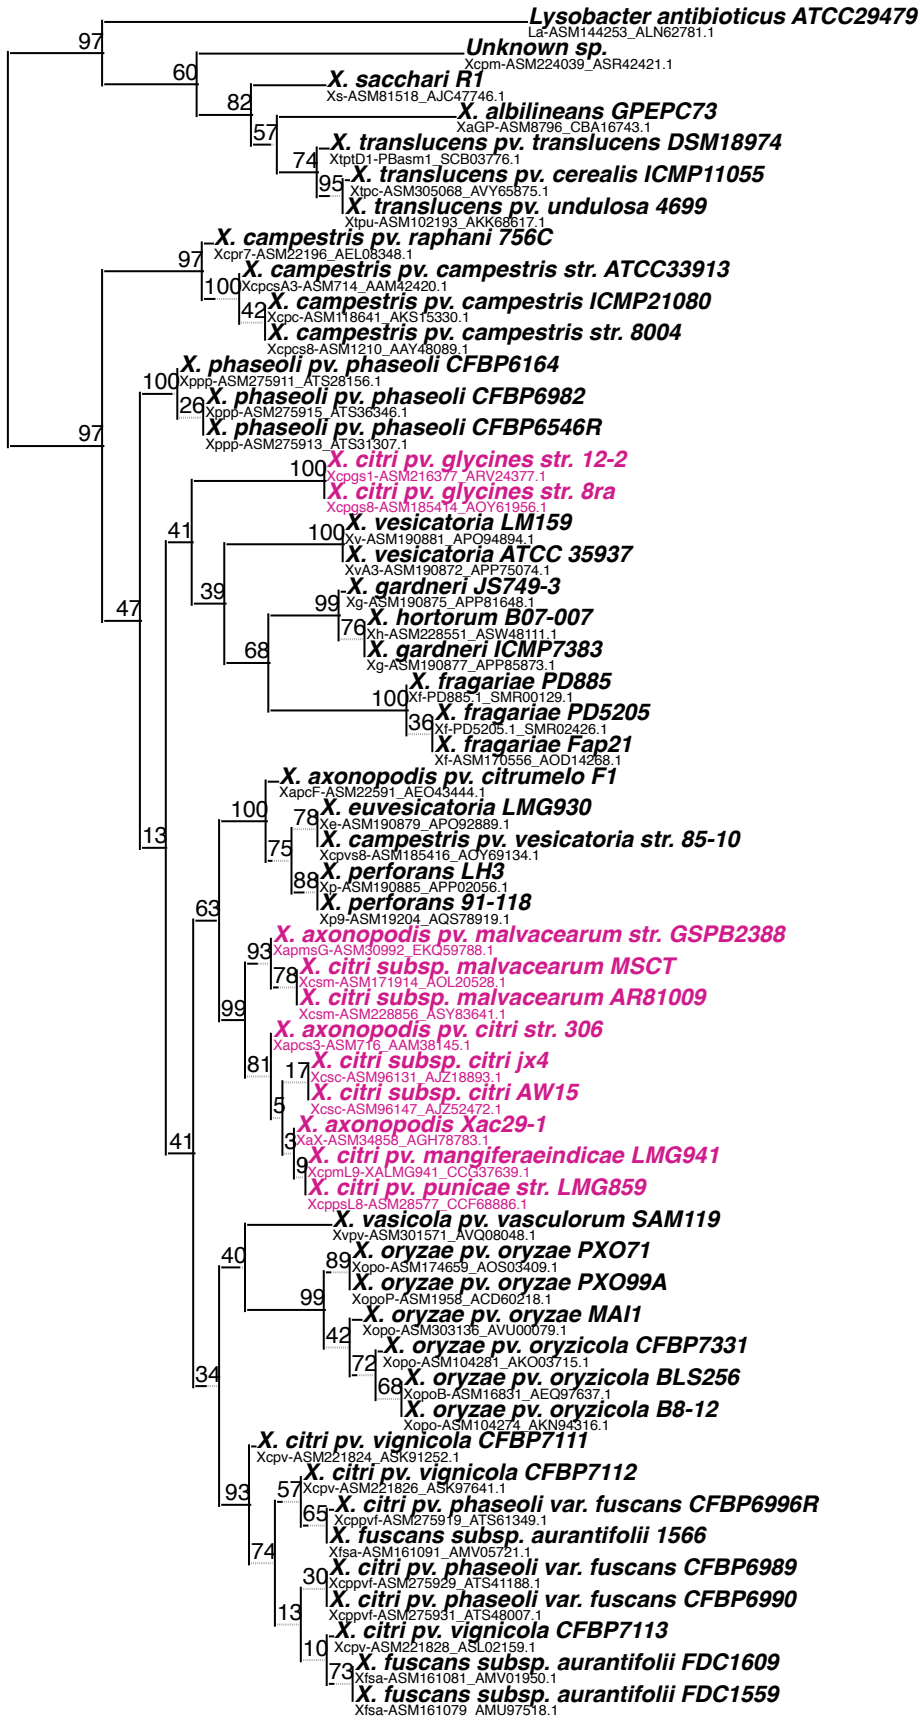 Lysobacter antibioticus ATCC29479
La-ASM144253_ALN62781.1
97
Unknown sp.
Xcpm-ASM224039_ASR42421.1
60
X. sacchari R1
Xs-ASM81518_AJC47746.1
82
X. albilineans GPEPC73
XaGP-ASM8796_CBA16743.1
57
X. translucens pv. translucens DSM18974
XtptD1-PBasm1_SCB03776.1
74
X. translucens pv. cerealis ICMP11055
Xtpc-ASM305068_AVY65875.1
95
X. translucens pv. undulosa 4699
Xtpu-ASM102193_AKK68617.1
X. campestris pv. raphani 756C
Xcpr7-ASM22196_AEL08348.1
97
X. campestris pv. campestris str. ATCC33913
XcpcsA3-ASM714_AAM42420.1
100
X. campestris pv. campestris ICMP21080
Xcpc-ASM118641_AKS15330.1
42
X. campestris pv. campestris str. 8004
Xcpcs8-ASM1210_AAY48089.1
X. phaseoli pv. phaseoli CFBP6164
Xppp-ASM275911_ATS28156.1
100
X. phaseoli pv. phaseoli CFBP6982
Xppp-ASM275915_ATS36346.1
26
X. phaseoli pv. phaseoli CFBP6546R
Xppp-ASM275913_ATS31307.1
97
X. citri pv. glycines str. 12-2
Xcpgs1-ASM216377_ARV24377.1
100
X. citri pv. glycines str. 8ra
Xcpgs8-ASM185414_AOY61956.1
41
X. vesicatoria LM159
Xv-ASM190881_APO94894.1
100
X. vesicatoria ATCC 35937
XvA3-ASM190872_APP75074.1
39
X. gardneri JS749-3
Xg-ASM190875_APP81648.1
99
47
X. hortorum B07-007
Xh-ASM228551_ASW48111.1
76
X. gardneri ICMP7383
Xg-ASM190877_APP85873.1
68
X. fragariae PD885
Xf-PD885.1_SMR00129.1
100
X. fragariae PD5205
Xf-PD5205.1_SMR02426.1
36
X. fragariae Fap21
Xf-ASM170556_AOD14268.1
X. axonopodis pv. citrumelo F1
XapcF-ASM22591_AEO43444.1
100
X. euvesicatoria LMG930
Xe-ASM190879_APO92889.1
78
13
X. campestris pv. vesicatoria str. 85-10
Xcpvs8-ASM185416_AOY69134.1
75
X. perforans LH3
Xp-ASM190885_APP02056.1
88
X. perforans 91-118
Xp9-ASM19204_AQS78919.1
63
X. axonopodis pv. malvacearum str. GSPB2388
XapmsG-ASM30992_EKQ59788.1
93
X. citri subsp. malvacearum MSCT
Xcsm-ASM171914_AOL20528.1
78
X. citri subsp. malvacearum AR81009
Xcsm-ASM228856_ASY83641.1
99
X. axonopodis pv. citri str. 306
Xapcs3-ASM716_AAM38145.1
81
X. citri subsp. citri jx4
Xcsc-ASM96131_AJZ18893.1
17
X. citri subsp. citri AW15
Xcsc-ASM96147_AJZ52472.1
5
X. axonopodis Xac29-1
XaX-ASM34858_AGH78783.1
3
41
X. citri pv. mangiferaeindicae LMG941
XcpmL9-XALMG941_CCG37639.1
9
X. citri pv. punicae str. LMG859
XcppsL8-ASM28577_CCF68886.1
X. vasicola pv. vasculorum SAM119
Xvpv-ASM301571_AVQ08048.1
40
X. oryzae pv. oryzae PXO71
Xopo-ASM174659_AOS03409.1
89
X. oryzae pv. oryzae PXO99A
XopoP-ASM1958_ACD60218.1
99
X. oryzae pv. oryzae MAI1
Xopo-ASM303136_AVU00079.1
42
X. oryzae pv. oryzicola CFBP7331
Xopo-ASM104281_AKO03715.1
72
34
X. oryzae pv. oryzicola BLS256
XopoB-ASM16831_AEQ97637.1
68
X. oryzae pv. oryzicola B8-12
Xopo-ASM104274_AKN94316.1
X. citri pv. vignicola CFBP7111
Xcpv-ASM221824_ASK91252.1
93
X. citri pv. vignicola CFBP7112
Xcpv-ASM221826_ASK97641.1
57
X. citri pv. phaseoli var. fuscans CFBP6996R
Xcppvf-ASM275919_ATS61349.1
65
X. fuscans subsp. aurantifolii 1566
Xfsa-ASM161091_AMV05721.1
74
X. citri pv. phaseoli var. fuscans CFBP6989
Xcppvf-ASM275929_ATS41188.1
30
X. citri pv. phaseoli var. fuscans CFBP6990
Xcppvf-ASM275931_ATS48007.1
13
X. citri pv. vignicola CFBP7113
Xcpv-ASM221828_ASL02159.1
10
X. fuscans subsp. aurantifolii FDC1609
Xfsa-ASM161081_AMV01950.1
73
X. fuscans subsp. aurantifolii FDC1559
Xfsa-ASM161079_AMU97518.1